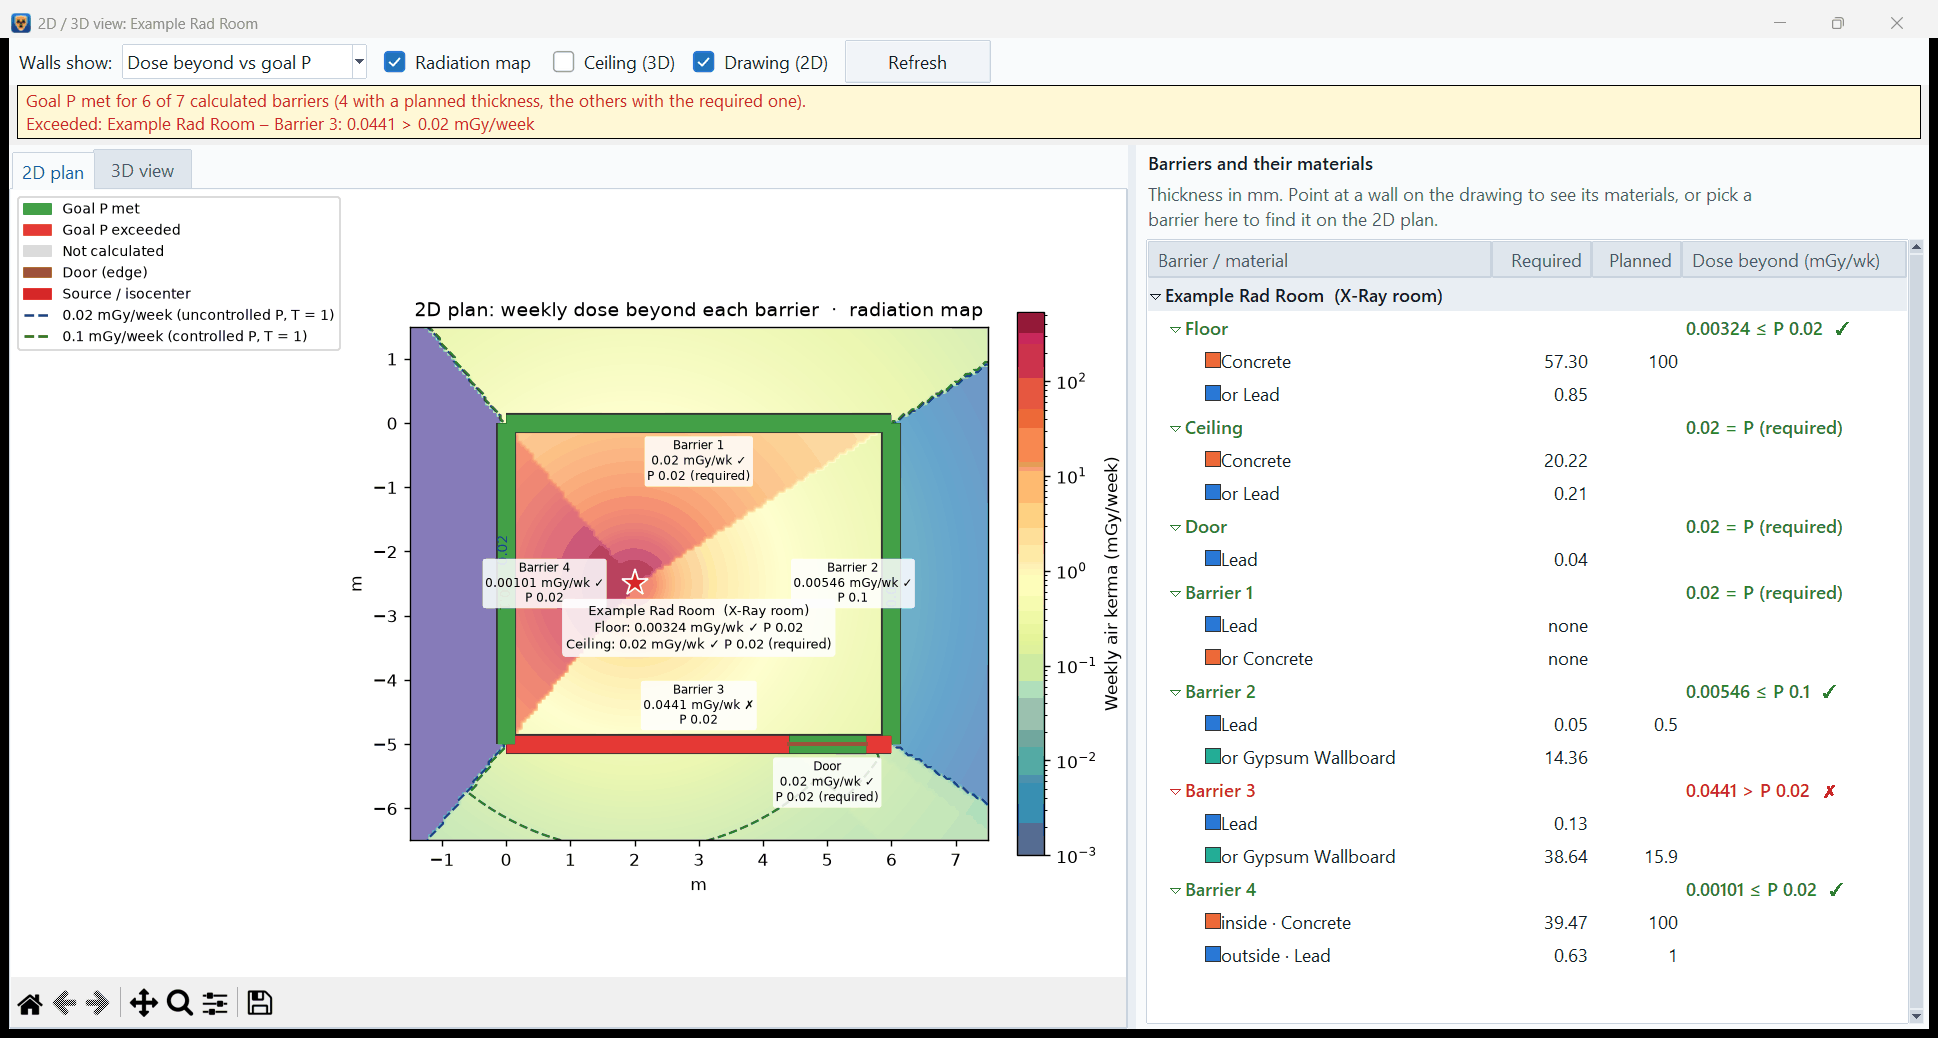 2D / 3D view: Example Rad Room
Walls show: Dose beyond vs goal P Radiation map Ceiling (3D) Drawing (2D) Refresh
Goal P met for 6 of 7 calculated barriers (4 with a planned thickness, the others with the required one).
Exceeded: Example Rad Room – Barrier 3: 0.0441 > 0.02 mGy/week
2D plan 3D view
Goal P met
Goal P exceeded
Not calculated
Door (edge)
Source / isocenter
0.02 mGy/week (uncontrolled P, T = 1)
0.1 mGy/week (controlled P, T = 1)
2D plan: weekly dose beyond each barrier · radiation map
1
0
−1
−2
−3
−4
−5
−6
m
−1 0 1 2 3 4 5 6 7
m
Barrier 1
0.02 mGy/wk ✓
P 0.02 (required)
Barrier 4
0.00101 mGy/wk ✓
P 0.02
Barrier 2
0.00546 mGy/wk ✓
P 0.1
Example Rad Room (X-Ray room)
Floor: 0.00324 mGy/wk ✓ P 0.02
Ceiling: 0.02 mGy/wk ✓ P 0.02 (required)
Barrier 3
0.0441 mGy/wk ✗
P 0.02
Door
0.02 mGy/wk ✓
P 0.02 (required)
10²
10¹
10⁰
10⁻¹
10⁻²
10⁻³
Weekly air kerma (mGy/week)
Barriers and their materials
Thickness in mm. Point at a wall on the drawing to see its materials, or pick a
barrier here to find it on the 2D plan.
Barrier / material Required Planned Dose beyond (mGy/wk)
Example Rad Room (X-Ray room)
Floor 0.00324 ≤ P 0.02 ✓
Concrete 57.30 100
or Lead 0.85
Ceiling 0.02 = P (required)
Concrete 20.22
or Lead 0.21
Door 0.02 = P (required)
Lead 0.04
Barrier 1 0.02 = P (required)
Lead none
or Concrete none
Barrier 2 0.00546 ≤ P 0.1 ✓
Lead 0.05 0.5
or Gypsum Wallboard 14.36
Barrier 3 0.0441 > P 0.02 ✗
Lead 0.13
or Gypsum Wallboard 38.64 15.9
Barrier 4 0.00101 ≤ P 0.02 ✓
inside · Concrete 39.47 100
outside · Lead 0.63 1